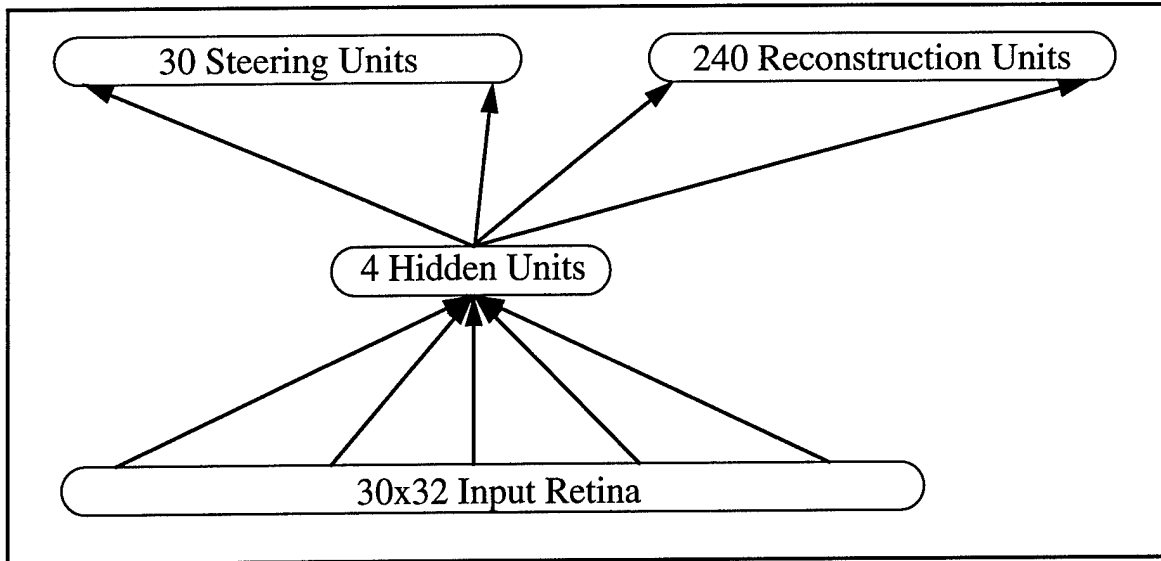 30 Steering Units
240 Reconstruction Units
4 Hidden Units
30x32 Input Retina